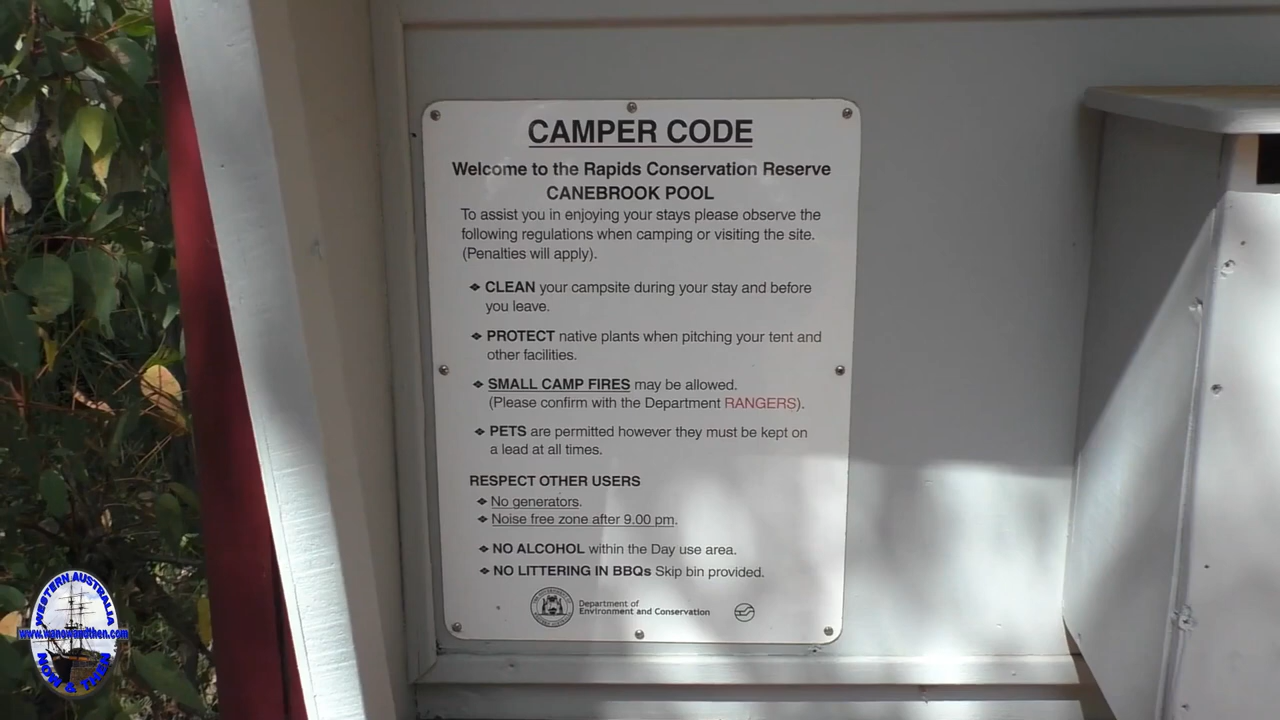 CAMPER CODE
Welcome to the Rapids Conservation Reserve
CANEBROOK POOL
To assist you in enjoying your stays please observe the
following regulations when camping or visiting the site.
(Penalties will apply).
❖ CLEAN your campsite during your stay and before
you leave.
❖ PROTECT native plants when pitching your tent and
other facilities.
❖ SMALL CAMP FIRES may be allowed.
(Please confirm with the Department RANGERS).
❖ PETS are permitted however they must be kept on
a lead at all times.
RESPECT OTHER USERS
❖ No generators.
❖ Noise free zone after 9.00 pm.
❖ NO ALCOHOL within the Day use area.
❖ NO LITTERING IN BBQs Skip bin provided.
Department of
Environment and Conservation
WESTERN AUSTRALIA
www.wanowandthen.com
NOW & THEN